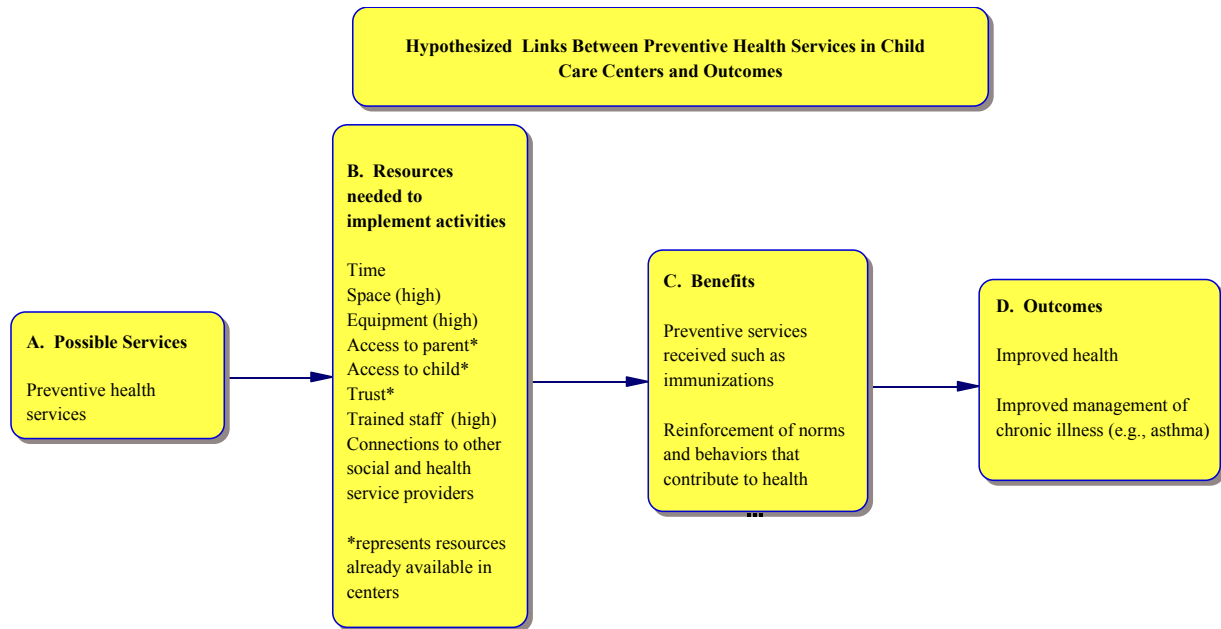 Hypothesized Links Between Preventive Health Services in Child
Care Centers and Outcomes
A. Possible Services
Preventive health
services
B. Resources
needed to
implement activities
Time
Space (high)
Equipment (high)
Access to parent*
Access to child*
Trust*
Trained staff (high)
Connections to other
social and health
service providers
*represents resources
already available in
centers
C. Benefits
Preventive services
received such as
immunizations
Reinforcement of norms
and behaviors that
contribute to health
D. Outcomes
Improved health
Improved management of
chronic illness (e.g., asthma)